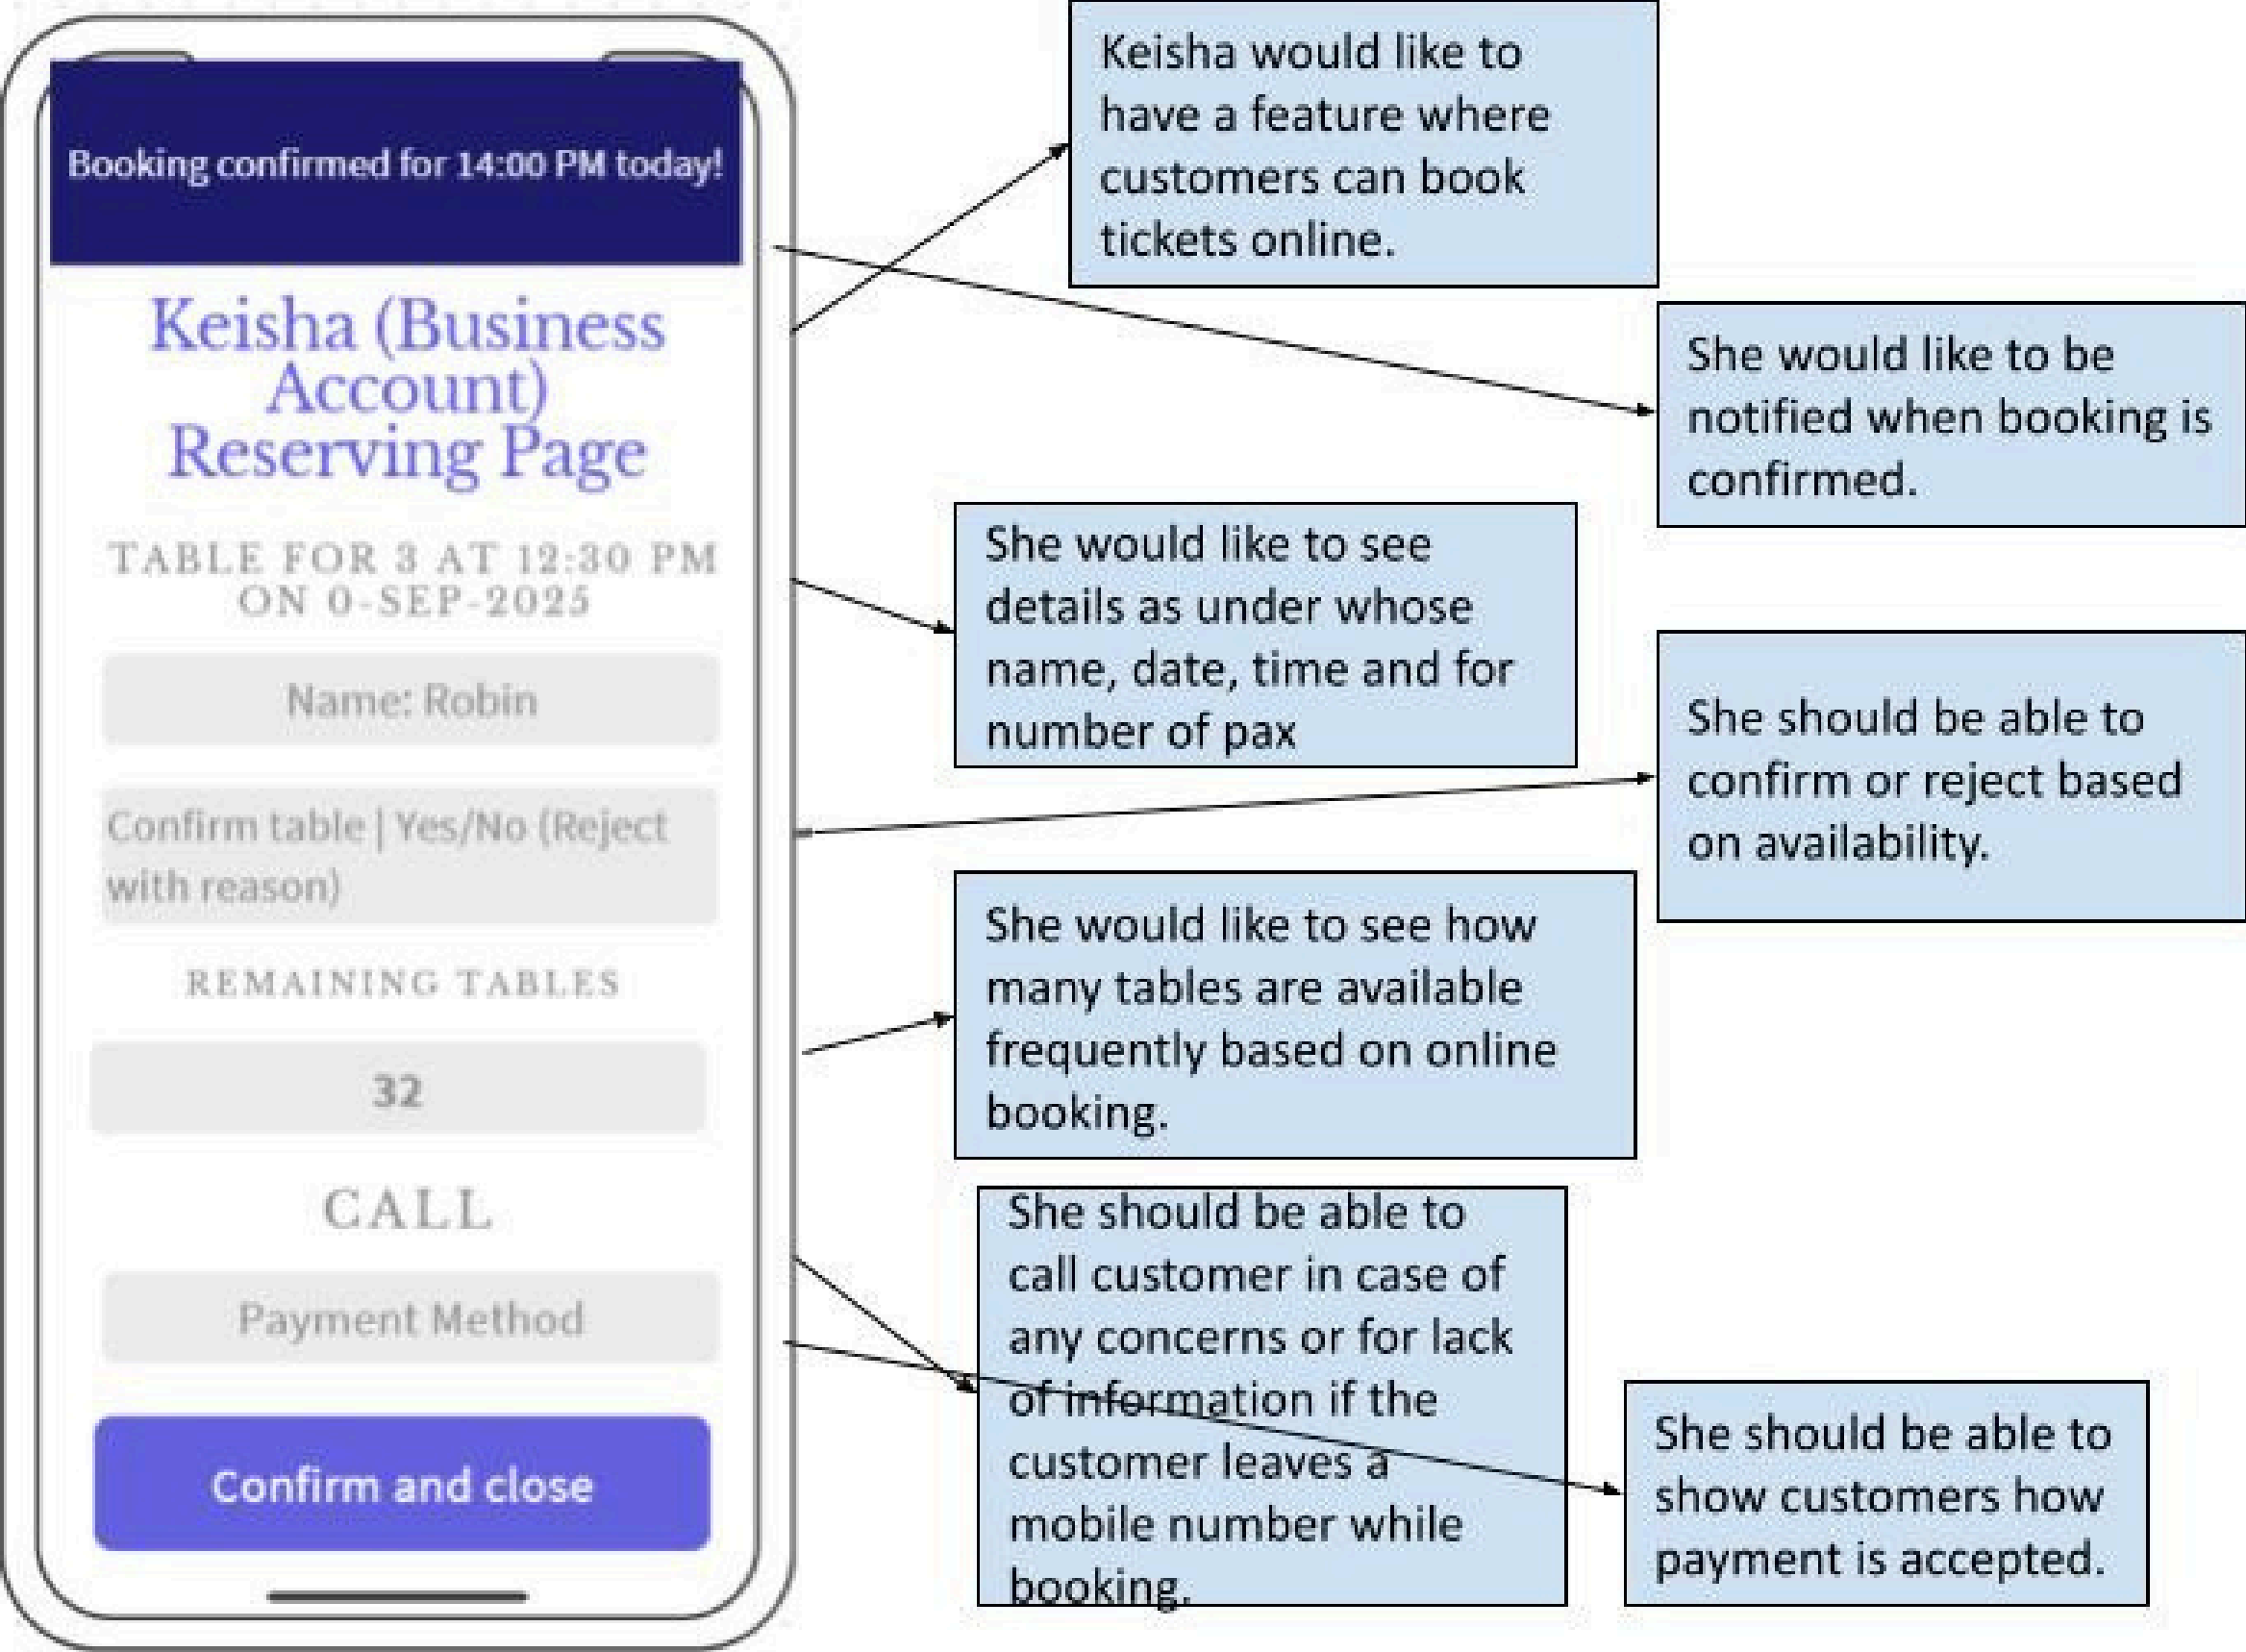 Booking confirmed for 14:00 PM today!
Keisha (Business
Account)
Reserving Page
TABLE FOR 3 AT 12:30 PM
ON 0-SEP-2025
Name: Robin
Confirm table | Yes/No (Reject
with reason)
REMAINING TABLES
32
CALL
Payment Method
Confirm and close
Keisha would like to
have a feature where
customers can book
tickets online.
She would like to be
notified when booking is
confirmed.
She would like to see
details as under whose
name, date, time and for
number of pax
She should be able to
confirm or reject based
on availability.
She would like to see how
many tables are available
frequently based on online
booking.
She should be able to
call customer in case of
any concerns or for lack
of information if the
customer leaves a
mobile number while
booking.
She should be able to
show customers how
payment is accepted.